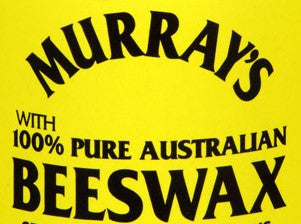 MURRAY'S
WITH
100% PURE AUSTRALIAN
BEESWAX